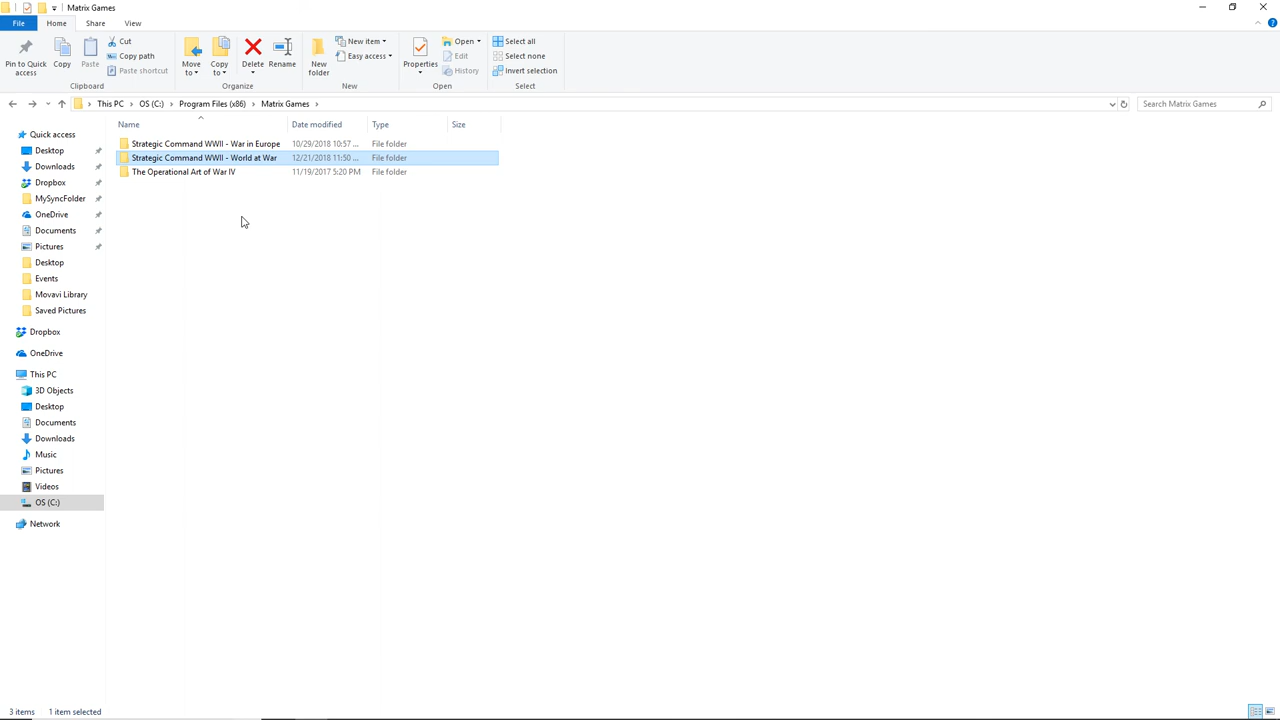 Matrix Games
File
Home
Share
View
Pin to Quick access
Copy
Paste
Cut
Copy path
Paste shortcut
Clipboard
Move to
Copy to
Delete
Rename
Organize
New folder
New item
Easy access
New
Properties
Open
Edit
History
Open
Select all
Select none
Invert selection
Select
This PC > OS (C:) > Program Files (x86) > Matrix Games >
Search Matrix Games
Name Date modified Type Size
Strategic Command WWII - War in Europe 10/29/2018 10:57 ... File folder
Strategic Command WWII - World at War 12/21/2018 11:50 ... File folder
The Operational Art of War IV 11/19/2017 5:20 PM File folder
Quick access
Desktop
Downloads
Dropbox
MySyncFolder
OneDrive
Documents
Pictures
Desktop
Events
Movavi Library
Saved Pictures
Dropbox
OneDrive
This PC
3D Objects
Desktop
Documents
Downloads
Music
Pictures
Videos
OS (C:)
Network
3 items 1 item selected